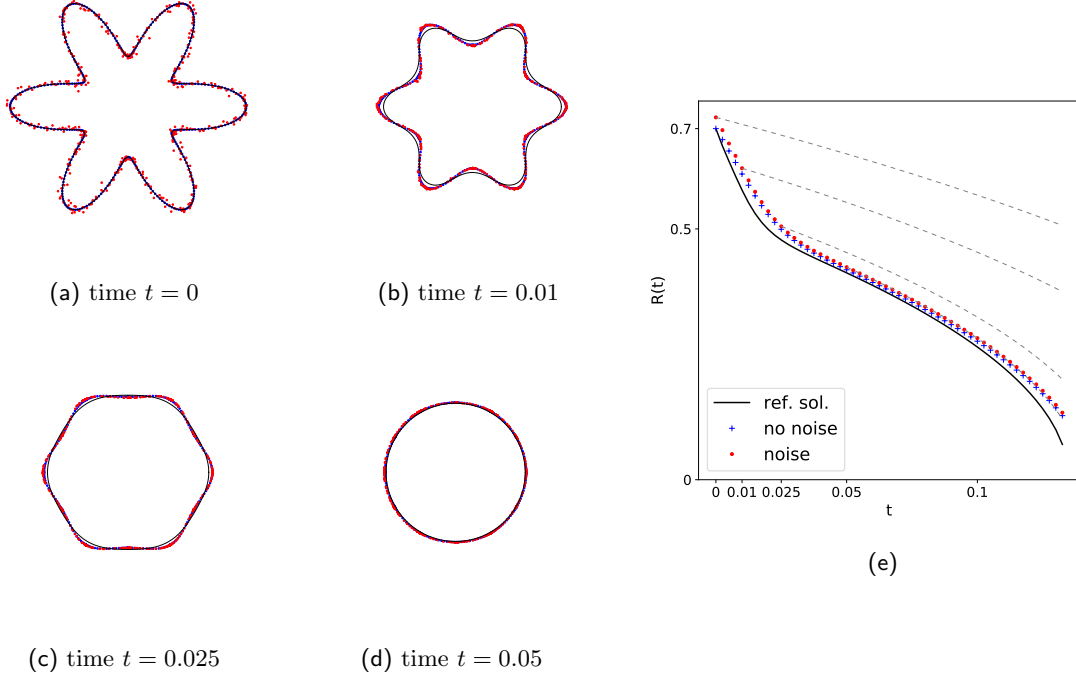 (a) time t = 0
(b) time t = 0.01
(c) time t = 0.025
(d) time t = 0.05
0.7
0.5
0
R(t)
ref. sol.
no noise
noise
0
0.01
0.025
0.05
0.1
t
(e)